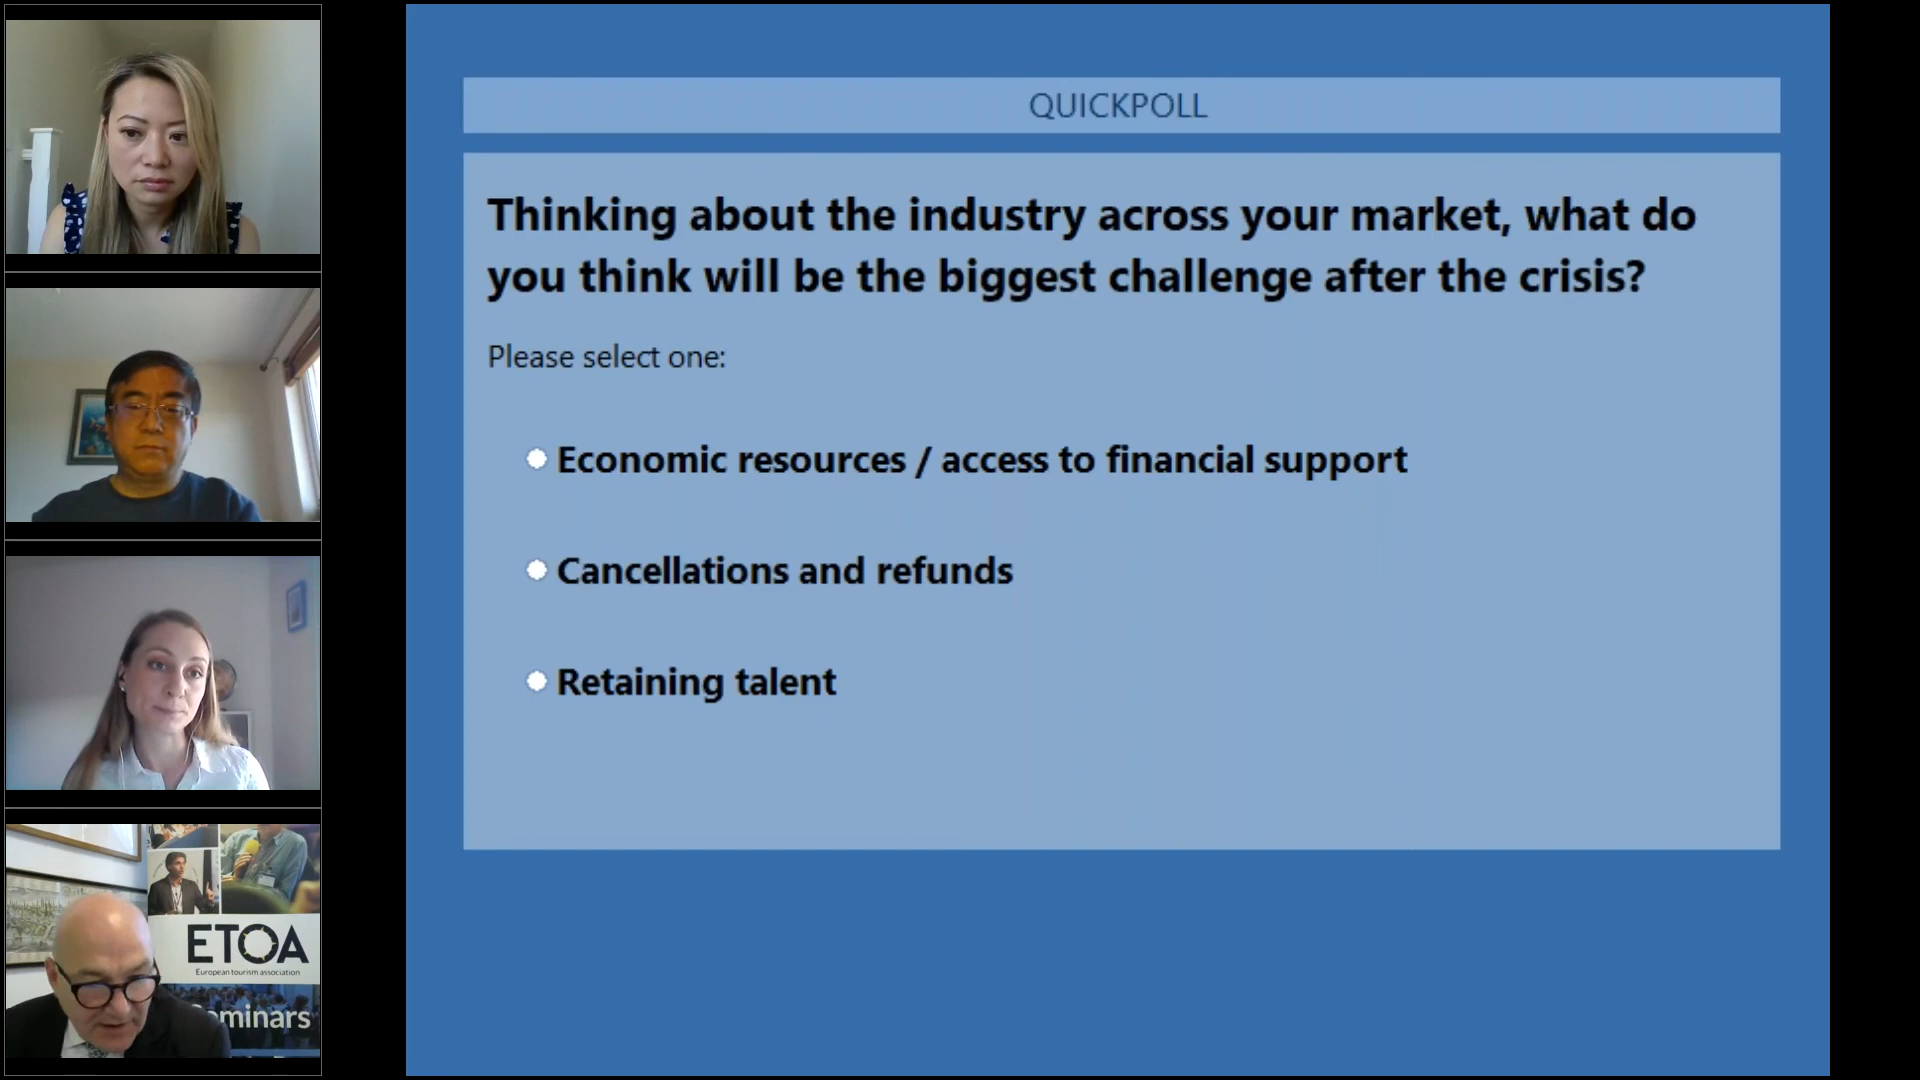 QUICKPOLL
Thinking about the industry across your market, what do
you think will be the biggest challenge after the crisis?
Please select one:
Economic resources / access to financial support
Cancellations and refunds
Retaining talent
ETOA
European tourism association
minars